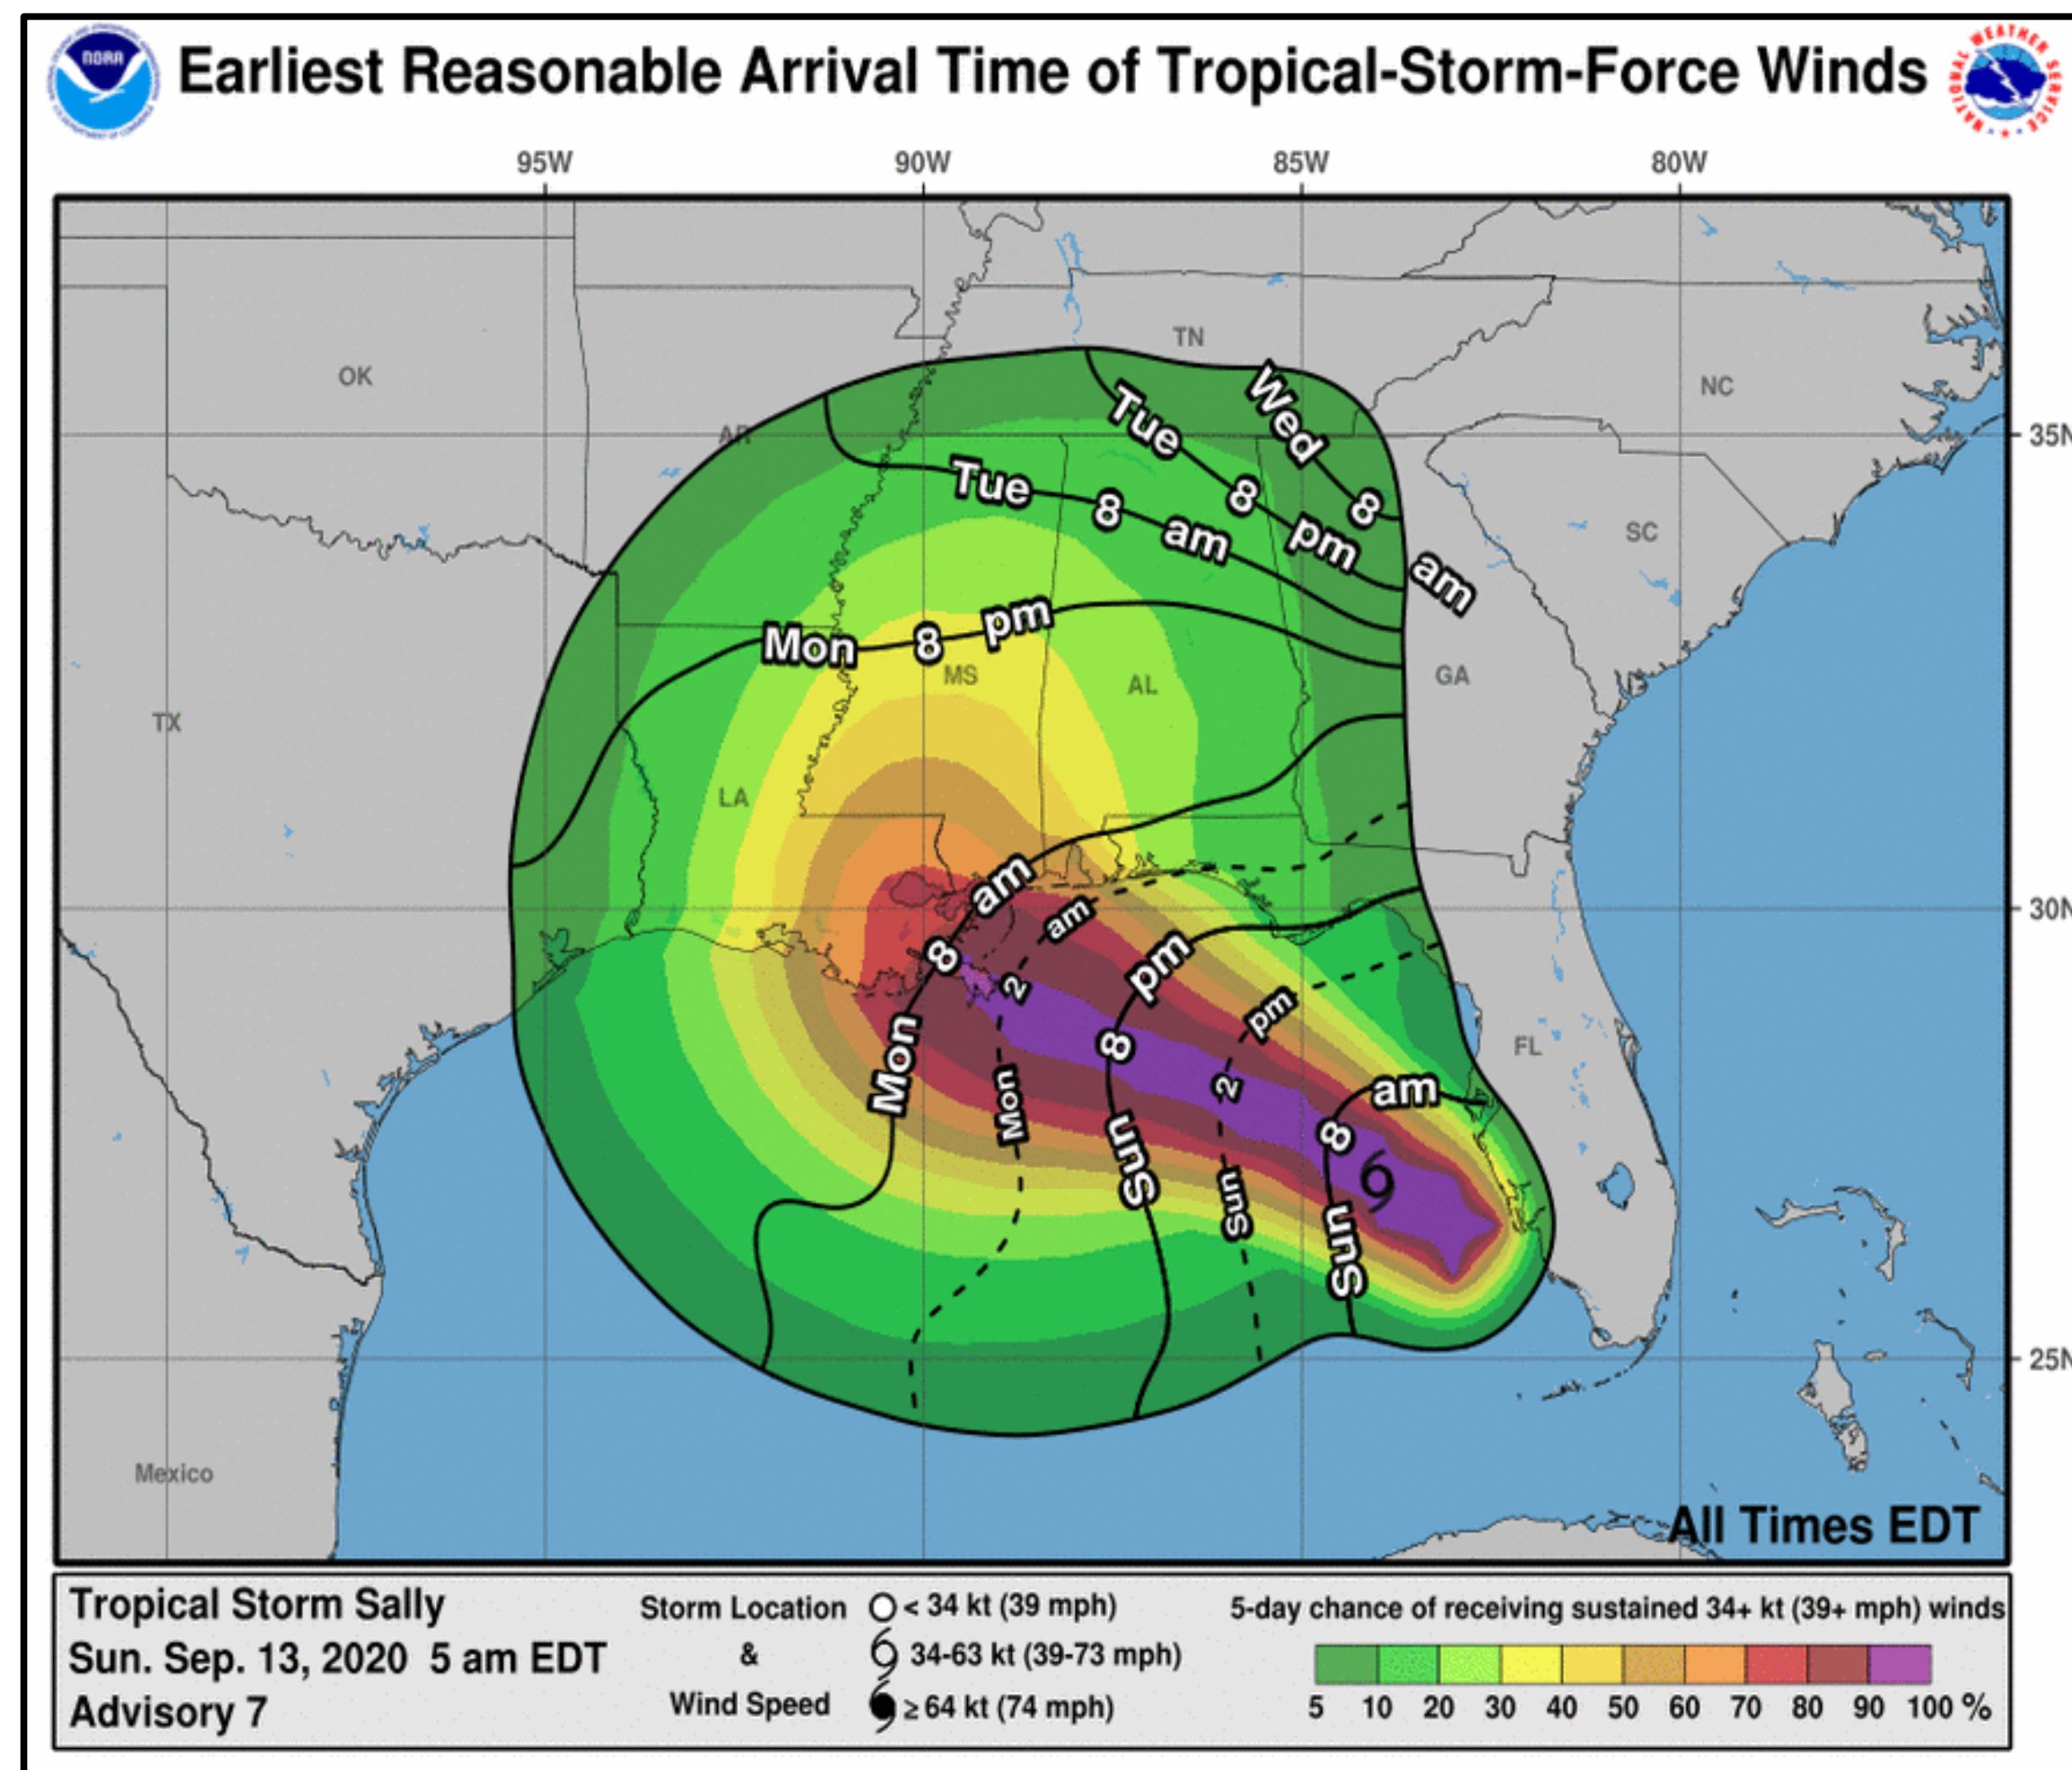 NOAA
Earliest Reasonable Arrival Time of Tropical-Storm-Force Winds
NATIONAL WEATHER SERVICE
95W 90W 85W 80W
TN
OK
NC
AR
35N
Wed 8 am
Tue 8 pm
Tue 8 am
SC
Mon 8 pm
MS
AL
GA
TX
LA
30N
Mon 8 am
Mon 2 am
Sun 8 pm
Sun 2 pm
Sun 8 am
FL
25N
Mexico
All Times EDT
Tropical Storm Sally
Sun. Sep. 13, 2020 5 am EDT
Advisory 7
Storm Location
&
Wind Speed
< 34 kt (39 mph)
34-63 kt (39-73 mph)
≥ 64 kt (74 mph)
5-day chance of receiving sustained 34+ kt (39+ mph) winds
5 10 20 30 40 50 60 70 80 90 100 %